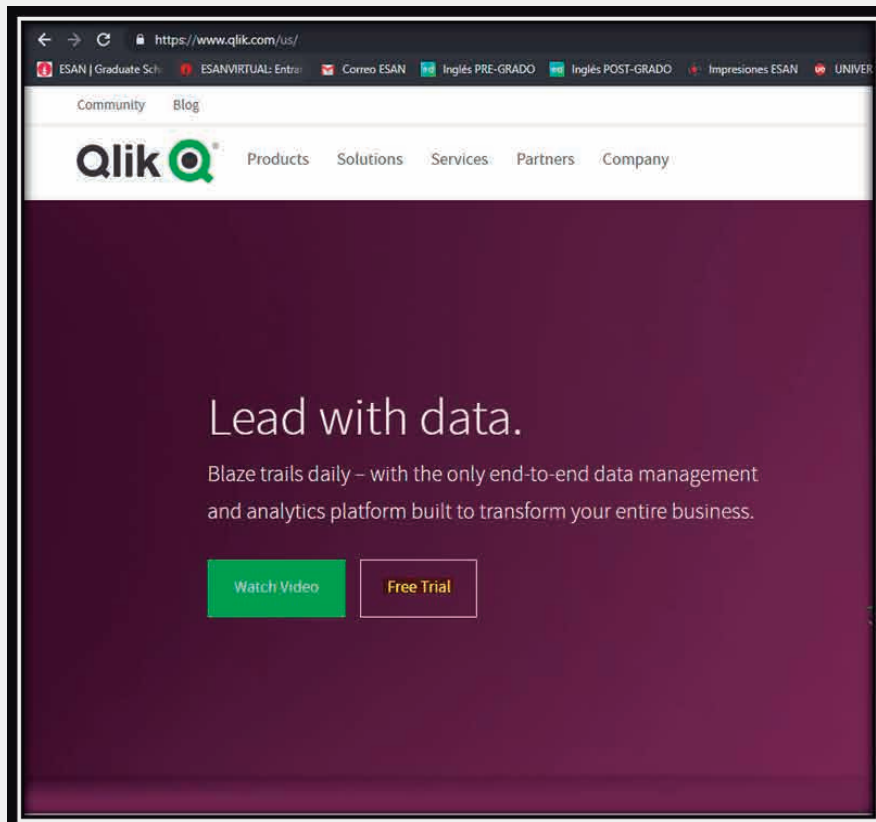 https://www.qlik.com/us/
ESAN | Graduate Sch ESANVIRTUAL: Entra Correo ESAN Inglés PRE-GRADO Inglés POST-GRADO Impresiones ESAN UNIVER
Community Blog
Qlik Products Solutions Services Partners Company
Lead with data.
Blaze trails daily – with the only end-to-end data management
and analytics platform built to transform your entire business.
Watch Video Free Trial